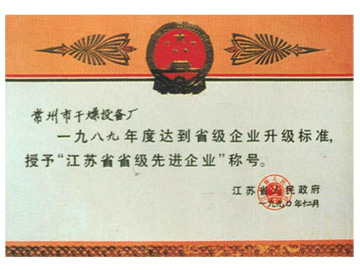 常州市干燥设备厂
一九八九年度达到省级企业升级标准,
授予“江苏省省级先进企业”称号。
江苏省人民政府
一九九〇年十二月